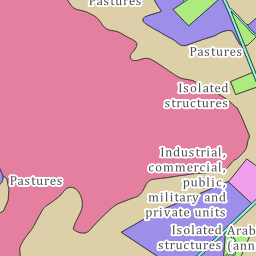 Pastures
Pastures
Isolated
structures
Industrial,
commercial,
public,
military and
private units
Pastures
Isolated
structures
Arab
(ann